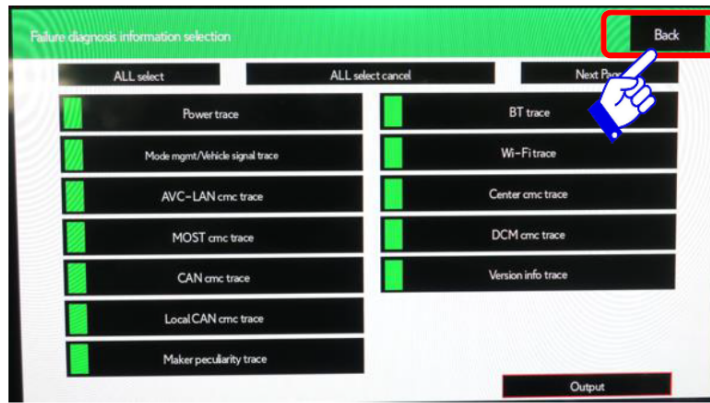 Failure diagnosis information selection
Back
ALL select
ALL select cancel
Next Page
Power trace
BT trace
Mode mgmt/Vehicle signal trace
Wi-Fi trace
AVC-LAN cmc trace
Center cmc trace
MOST cmc trace
DCM cmc trace
CAN cmc trace
Version info trace
Local CAN cmc trace
Maker peculiarity trace
Output